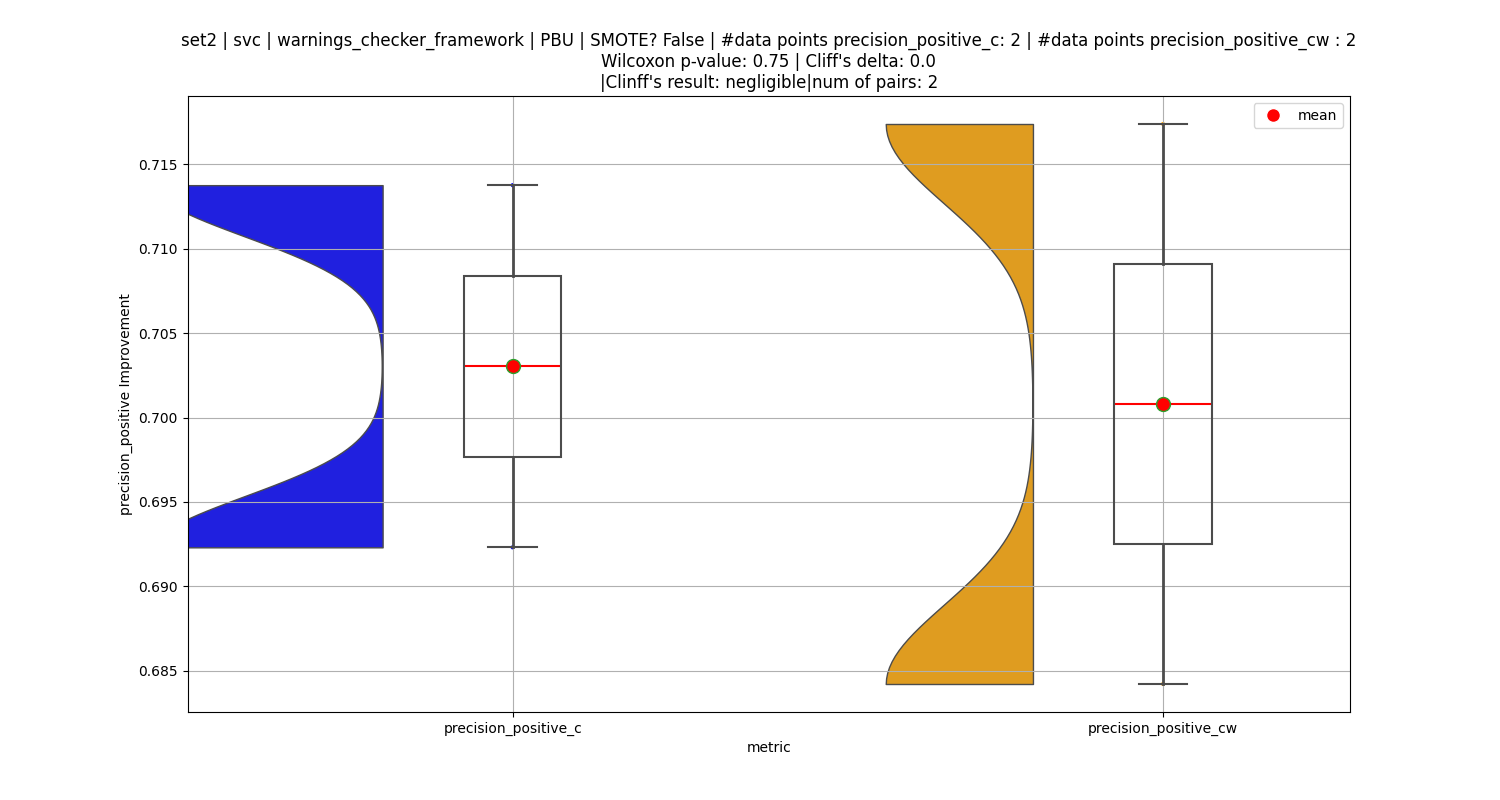 set2 | svc | warnings_checker_framework | PBU | SMOTE? False | #data points precision_positive_c: 2 | #data points precision_positive_cw : 2
Wilcoxon p-value: 0.75 | Cliff's delta: 0.0
|Clinff's result: negligible|num of pairs: 2
mean
0.715
0.710
0.705
0.700
0.695
0.690
0.685
precision_positive Improvement
precision_positive_c
precision_positive_cw
metric